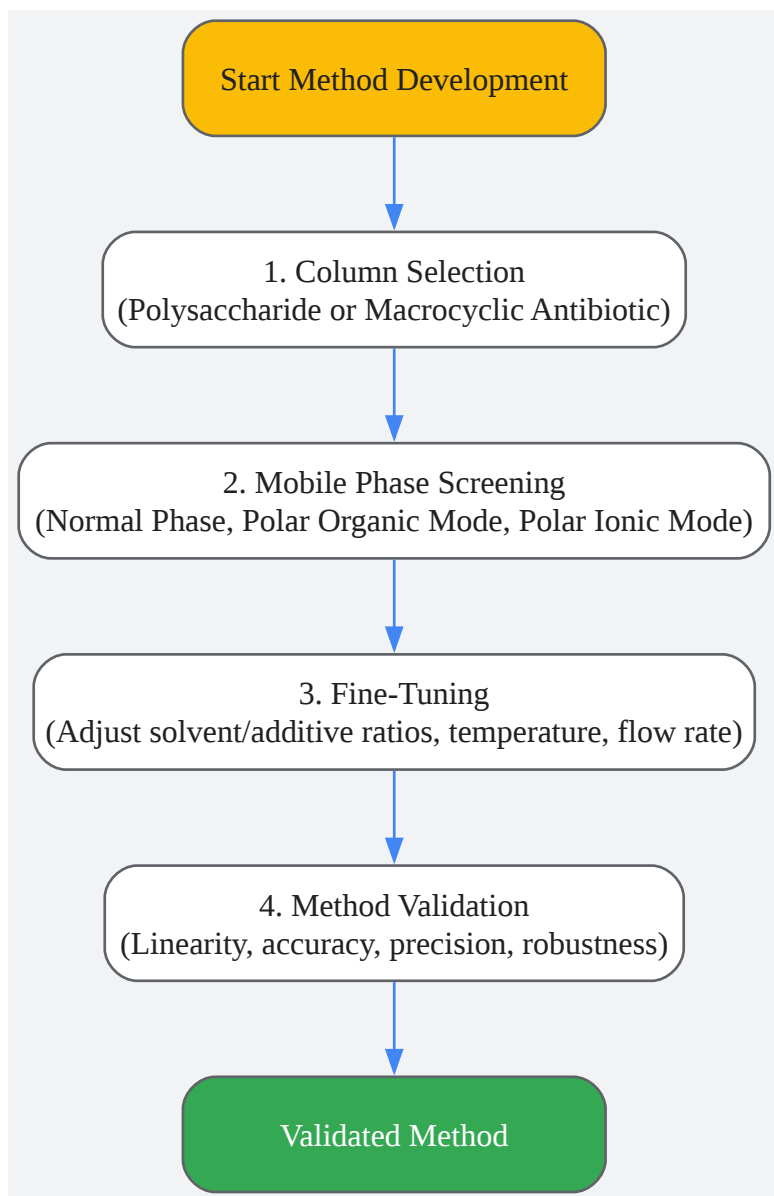 Start Method Development
1. Column Selection
(Polysaccharide or Macrocyclic Antibiotic)
2. Mobile Phase Screening
(Normal Phase, Polar Organic Mode, Polar Ionic Mode)
3. Fine-Tuning
(Adjust solvent/additive ratios, temperature, flow rate)
4. Method Validation
(Linearity, accuracy, precision, robustness)
Validated Method